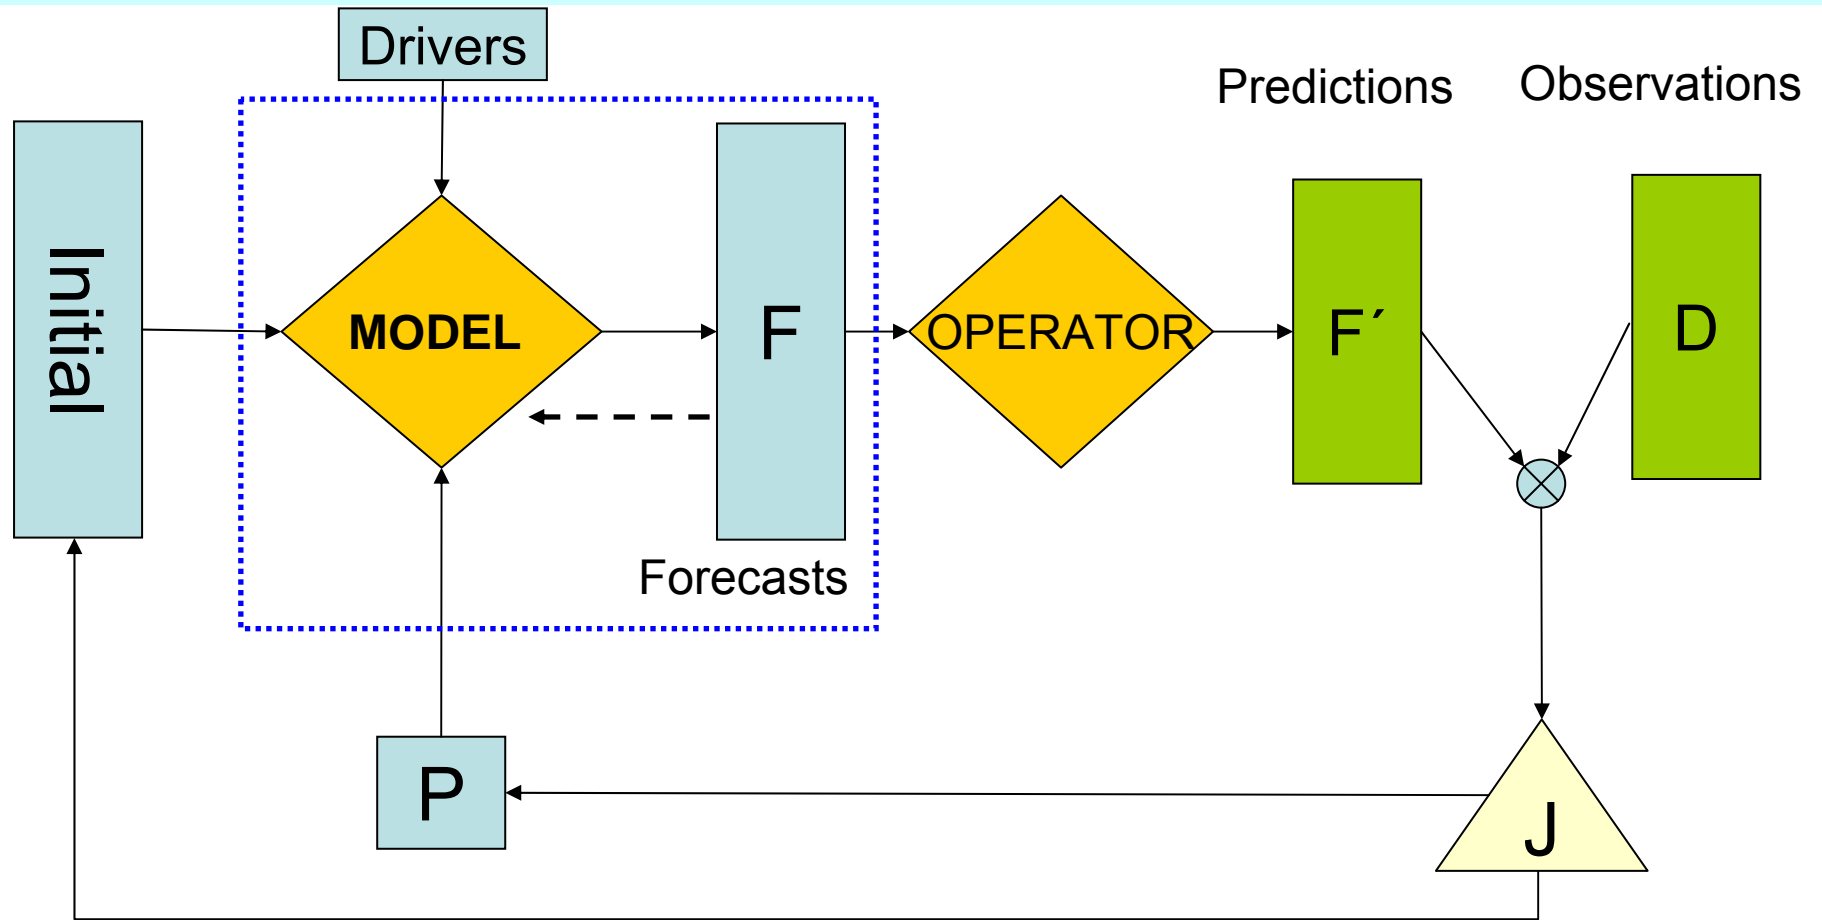 Drivers
Predictions
Observations
Initial
MODEL
F
OPERATOR
F´
D
Forecasts
P
J